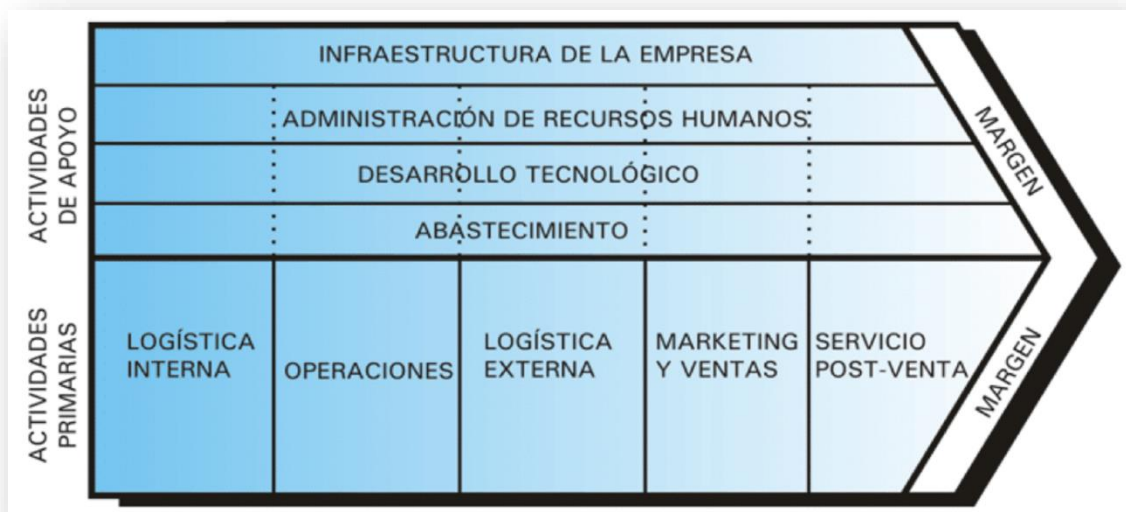 ACTIVIDADES
DE APOYO
INFRAESTRUCTURA DE LA EMPRESA
ADMINISTRACIÓN DE RECURSOS HUMANOS
DESARROLLO TECNOLÓGICO
ABASTECIMIENTO
MARGEN
ACTIVIDADES
PRIMARIAS
LOGÍSTICA
INTERNA
OPERACIONES
LOGÍSTICA
EXTERNA
MARKETING
Y VENTAS
SERVICIO
POST-VENTA
MARGEN